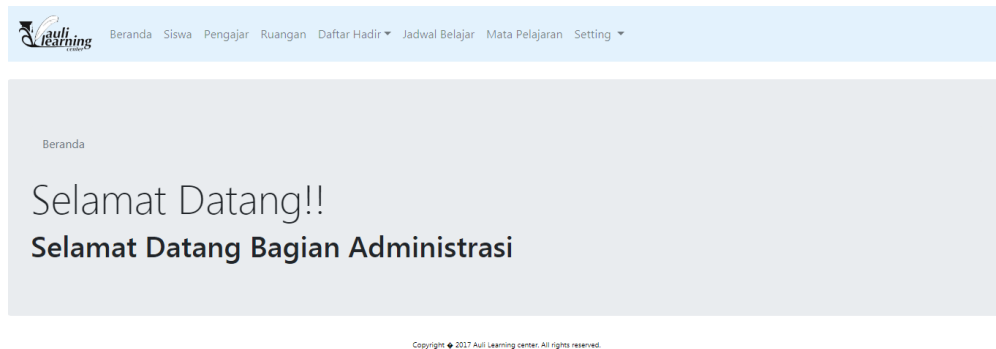 auli
learning
center
Beranda Siswa Pengajar Ruangan Daftar Hadir Jadwal Belajar Mata Pelajaran Setting
Beranda
Selamat Datang!!
Selamat Datang Bagian Administrasi
Copyright � 2017 Auli Learning center. All rights reserved.